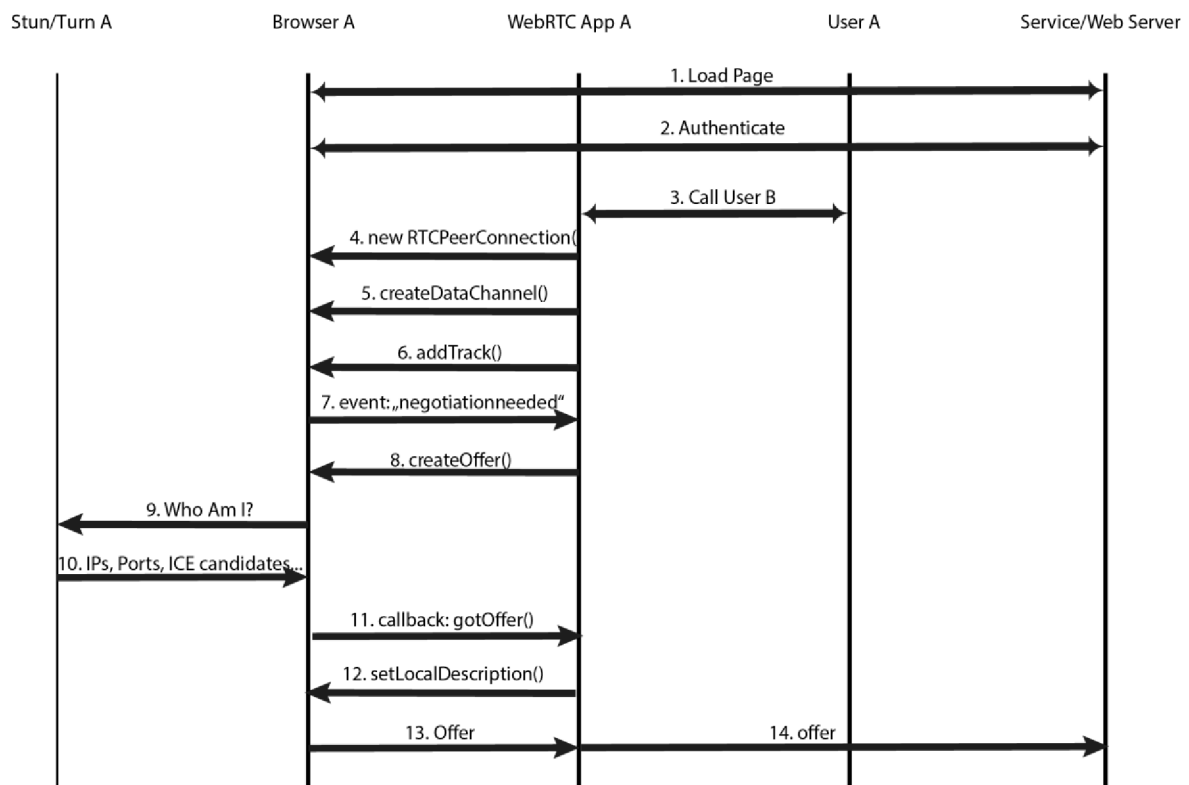 Stun/Turn A Browser A WebRTC App A User A Service/Web Server
1. Load Page
2. Authenticate
3. Call User B
4. new RTCPeerConnection(
5. createDataChannel()
6. addTrack()
7. event:„negotiationneeded“
8. createOffer()
9. Who Am I?
10. IPs, Ports, ICE candidates...
11. callback: gotOffer()
12. setLocalDescription()
13. Offer 14. offer